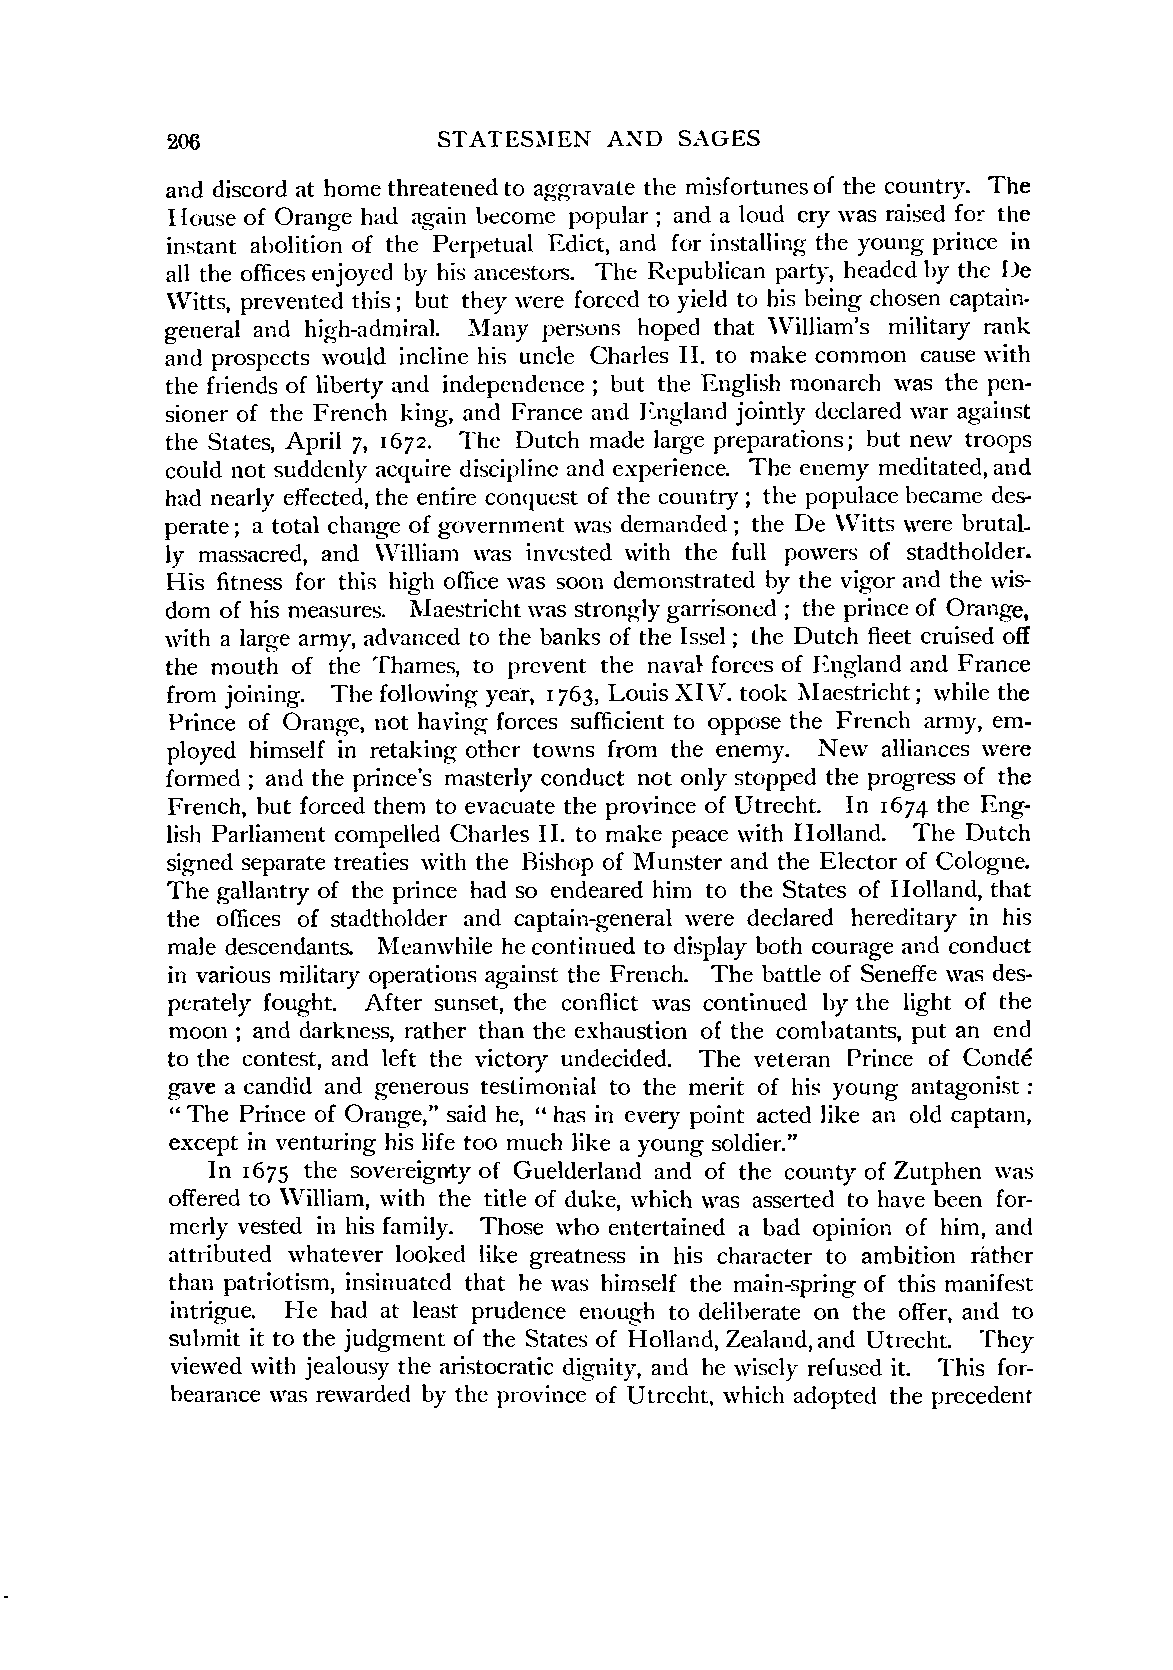 206 STATESMEN AND SAGES
and discord at home threatened to aggravate the misfortunes of the country. The
House of Orange had again become popular ; and a loud cry was raised for the
instant abolition of the Perpetual Edict, and for installing the young prince in
all the offices enjoyed by his ancestors. The Republican party, headed by the De
Witts, prevented this ; but they were forced to yield to his being chosen captain-
general and high-admiral. Many persons hoped that William's military rank
and prospects would incline his uncle Charles II. to make common cause with
the friends of liberty and independence ; but the English monarch was the pen-
sioner of the French king, and France and England jointly declared war against
the States, April 7, 1672. The Dutch made large preparations ; but new troops
could not suddenly acquire discipline and experience. The enemy meditated, and
had nearly effected, the entire conquest of the country ; the populace became des-
perate ; a total change of government was demanded ; the De Witts were brutal-
ly massacred, and William was invested with the full powers of stadtholder.
His fitness for this high office was soon demonstrated by the vigor and the wis-
dom of his measures. Maestricht was strongly garrisoned ; the prince of Orange,
with a large army, advanced to the banks of the Issel ; the Dutch fleet cruised off
the mouth of the Thames, to prevent the naval forces of England and France
from joining. The following year, 1763, Louis XIV. took Maestricht ; while the
Prince of Orange, not having forces sufficient to oppose the French army, em-
ployed himself in retaking other towns from the enemy. New alliances were
formed ; and the prince's masterly conduct not only stopped the progress of the
French, but forced them to evacuate the province of Utrecht. In 1674 the Eng-
lish Parliament compelled Charles II. to make peace with Holland. The Dutch
signed separate treaties with the Bishop of Munster and the Elector of Cologne.
The gallantry of the prince had so endeared him to the States of Holland, that
the offices of stadtholder and captain-general were declared hereditary in his
male descendants. Meanwhile he continued to display both courage and conduct
in various military operations against the French. The battle of Seneffe was des-
perately fought. After sunset, the conflict was continued by the light of the
moon ; and darkness, rather than the exhaustion of the combatants, put an end
to the contest, and left the victory undecided. The veteran Prince of Condé
gave a candid and generous testimonial to the merit of his young antagonist :
“ The Prince of Orange,” said he, “ has in every point acted like an old captain,
except in venturing his life too much like a young soldier.”
In 1675 the sovereignty of Guelderland and of the county of Zutphen was
offered to William, with the title of duke, which was asserted to have been for-
merly vested in his family. Those who entertained a bad opinion of him, and
attributed whatever looked like greatness in his character to ambition rather
than patriotism, insinuated that he was himself the main-spring of this manifest
intrigue. He had at least prudence enough to deliberate on the offer, and to
submit it to the judgment of the States of Holland, Zealand, and Utrecht. They
viewed with jealousy the aristocratic dignity, and he wisely refused it. This for-
bearance was rewarded by the province of Utrecht, which adopted the precedent